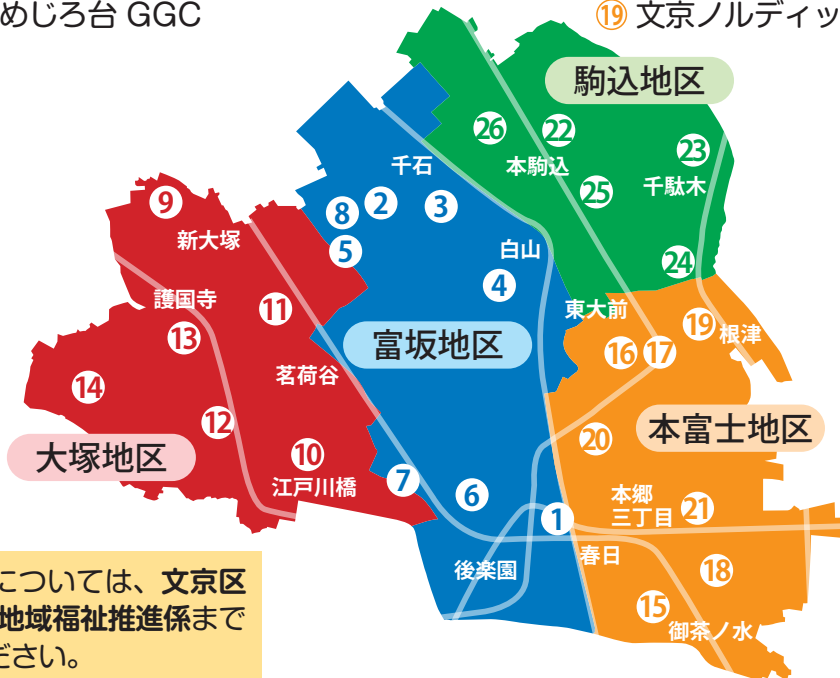 めじろ台 GGC
⑲ 文京ノルディッ
駒込地区
㉖
㉒
千石
本駒込
㉓
千駄木
㉕
⑨
⑧
②
③
新大塚
⑤
白山
㉔
④
護国寺
⑪
東大前
⑬
富坂地区
⑯
⑰
⑲
根津
茗荷谷
⑭
⑫
大塚地区
⑩
江戸川橋
⑦
⑥
⑳
本富士地区
本郷
三丁目
㉑
①
春日
後楽園
⑱
⑮
御茶ノ水
については、文京区
地域福祉推進係まで
ださい。